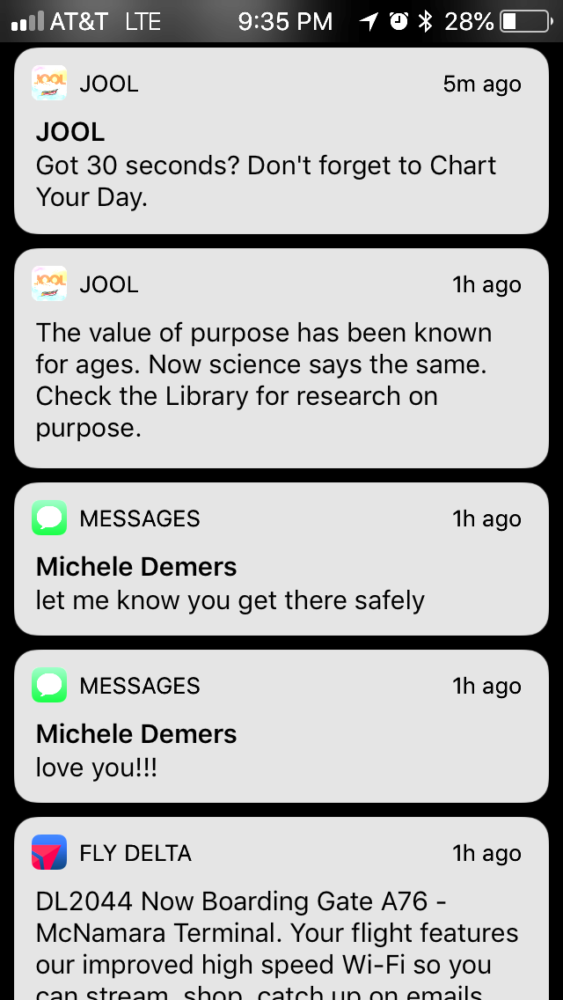 AT&T LTE 9:35 PM 28%
JOOL JOOL 5m ago
JOOL
Got 30 seconds? Don't forget to Chart
Your Day.
JOOL JOOL 1h ago
The value of purpose has been known
for ages. Now science says the same.
Check the Library for research on
purpose.
MESSAGES 1h ago
Michele Demers
let me know you get there safely
MESSAGES 1h ago
Michele Demers
love you!!!
FLY DELTA 1h ago
DL2044 Now Boarding Gate A76 -
McNamara Terminal. Your flight features
our improved high speed Wi-Fi so you
can stream, shop, catch up on emails